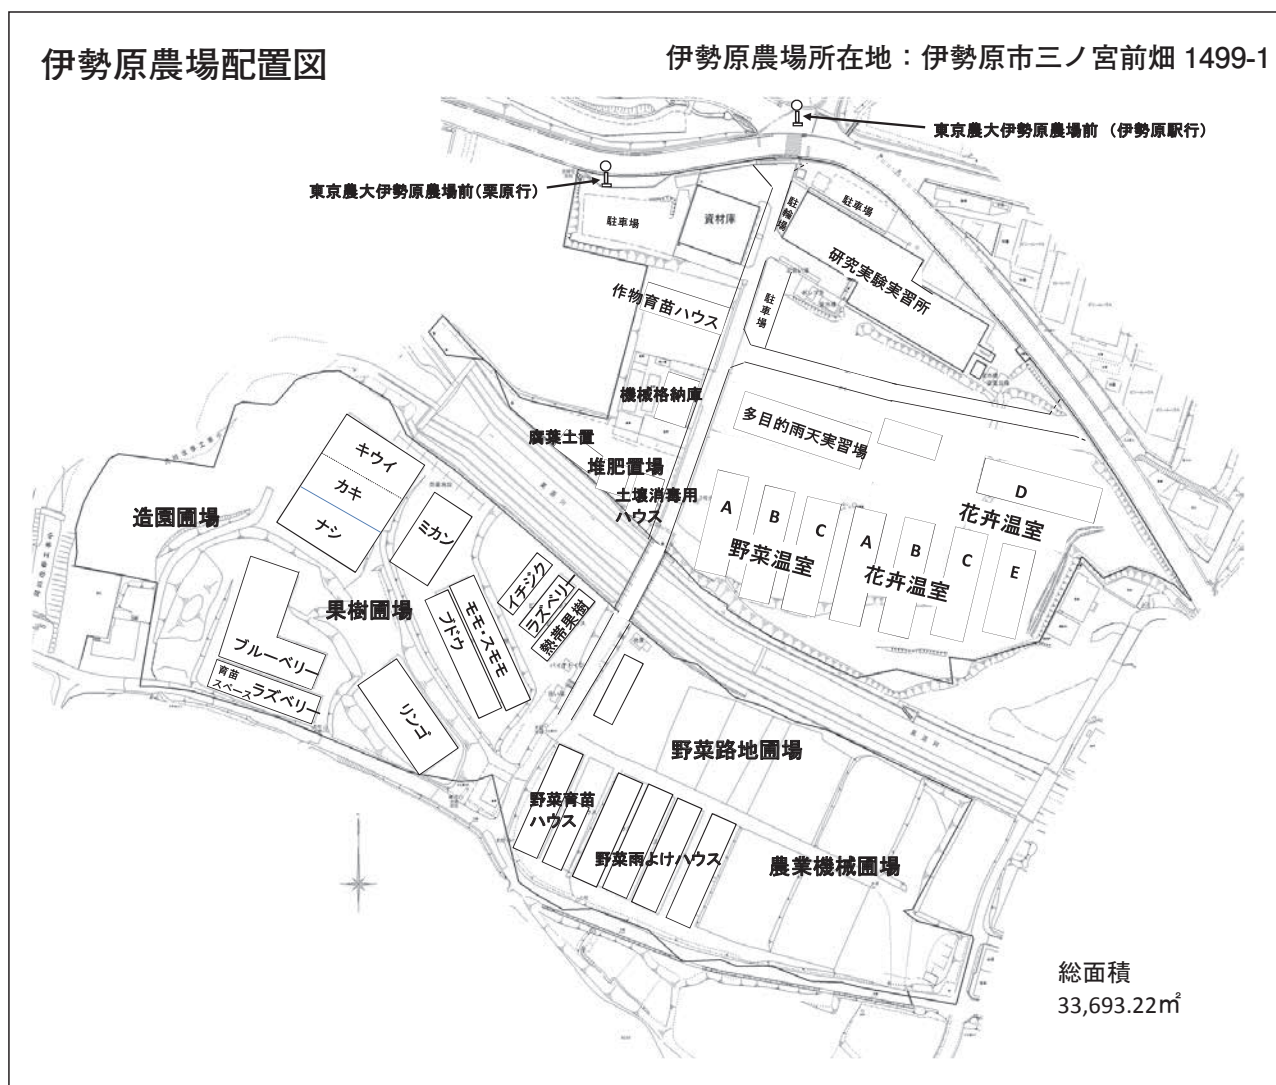 伊勢原農場配置図
伊勢原農場所在地：伊勢原市三ノ宮前畑 1499-1
東京農大伊勢原農場前 （伊勢原駅行）
東京農大伊勢原農場前（栗原行）
駐車場
資材庫
駐輪場
駐車場
研究実験実習所
作物育苗ハウス
駐車場
機械格納庫
多目的雨天実習場
腐葉土置
堆肥置場
土壌消毒用
ハウス
キウイ
カキ
ナシ
ミカン
造園圃場
A
B
C
野菜温室
A
B
C
D
E
花卉温室
花卉温室
イチジク
ラズベリー
熱帯果樹
果樹圃場
モモ・スモモ
ブドウ
ブルーベリー
育苗
スペース
ラズベリー
リンゴ
野菜路地圃場
野菜育苗
ハウス
野菜雨よけハウス
農業機械圃場
総面積
33,693.22㎡